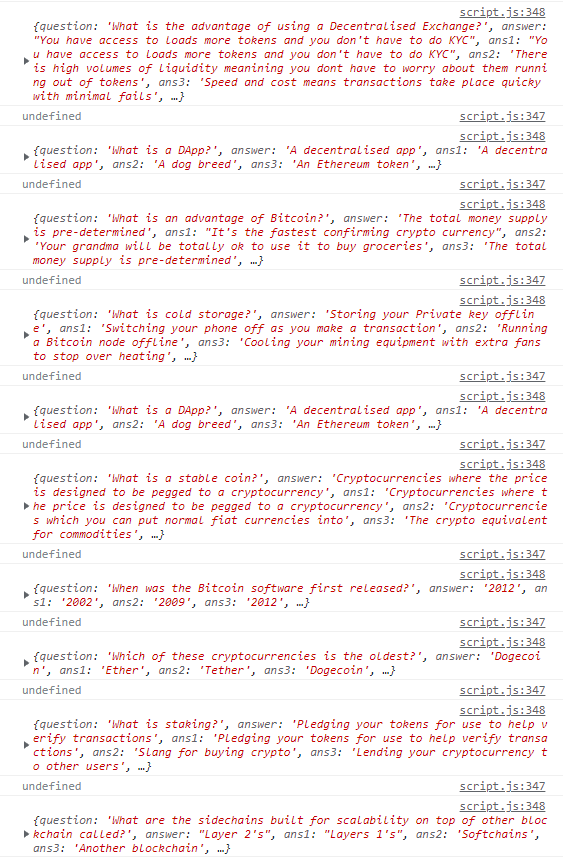 script.js:348
{question: 'What is the advantage of using a Decentralised Exchange?', answer:
"You have access to loads more tokens and you don't have to do KYC", ans1: "Yo
u have access to loads more tokens and you don't have to do KYC", ans2: 'There
is high volumes of liquidity meanining you dont have to worry about them runni
ng out of tokens', ans3: 'Speed and cost means transactions take place quicky
with minimal fails', …}
undefined script.js:347
script.js:348
{question: 'What is a DApp?', answer: 'A decentralised app', ans1: 'A decentra
lised app', ans2: 'A dog breed', ans3: 'An Ethereum token', …}
undefined script.js:347
script.js:348
{question: 'What is an advantage of Bitcoin?', answer: 'The total money supply
is pre-determined', ans1: "It's the fastest confirming crypto currency", ans2:
'Your grandma will be totally ok to use it to buy groceries', ans3: 'The total
money supply is pre-determined', …}
undefined script.js:347
script.js:348
{question: 'What is cold storage?', answer: 'Storing your Private key offlin
e', ans1: 'Switching your phone off as you make a transaction', ans2: 'Running
a Bitcoin node offline', ans3: 'Cooling your mining equipment with extra fans
to stop over heating', …}
undefined script.js:347
script.js:348
{question: 'What is a DApp?', answer: 'A decentralised app', ans1: 'A decentra
lised app', ans2: 'A dog breed', ans3: 'An Ethereum token', …}
undefined script.js:347
script.js:348
{question: 'What is a stable coin?', answer: 'Cryptocurrencies where the price
is designed to be pegged to a cryptocurrency', ans1: 'Cryptocurrencies where t
he price is designed to be pegged to a cryptocurrency', ans2: 'Cryptocurrencie
s which you can put normal fiat currencies into', ans3: 'The crypto equivalent
for commodities', …}
undefined script.js:347
script.js:348
{question: 'When was the Bitcoin software first released?', answer: '2012', an
s1: '2002', ans2: '2009', ans3: '2012', …}
undefined script.js:347
script.js:348
{question: 'Which of these cryptocurrencies is the oldest?', answer: 'Dogecoi
n', ans1: 'Ether', ans2: 'Tether', ans3: 'Dogecoin', …}
undefined script.js:347
script.js:348
{question: 'What is staking?', answer: 'Pledging your tokens for use to help v
erify transactions', ans1: 'Pledging your tokens for use to help verify transa
ctions', ans2: 'Slang for buying crypto', ans3: 'Lending your cryptocurrency t
o other users', …}
undefined script.js:347
script.js:348
{question: 'What are the sidechains built for scalability on top of other bloc
kchain called?', answer: "Layer 2's", ans1: "Layers 1's", ans2: 'Softchains',
ans3: 'Another blockchain', …}